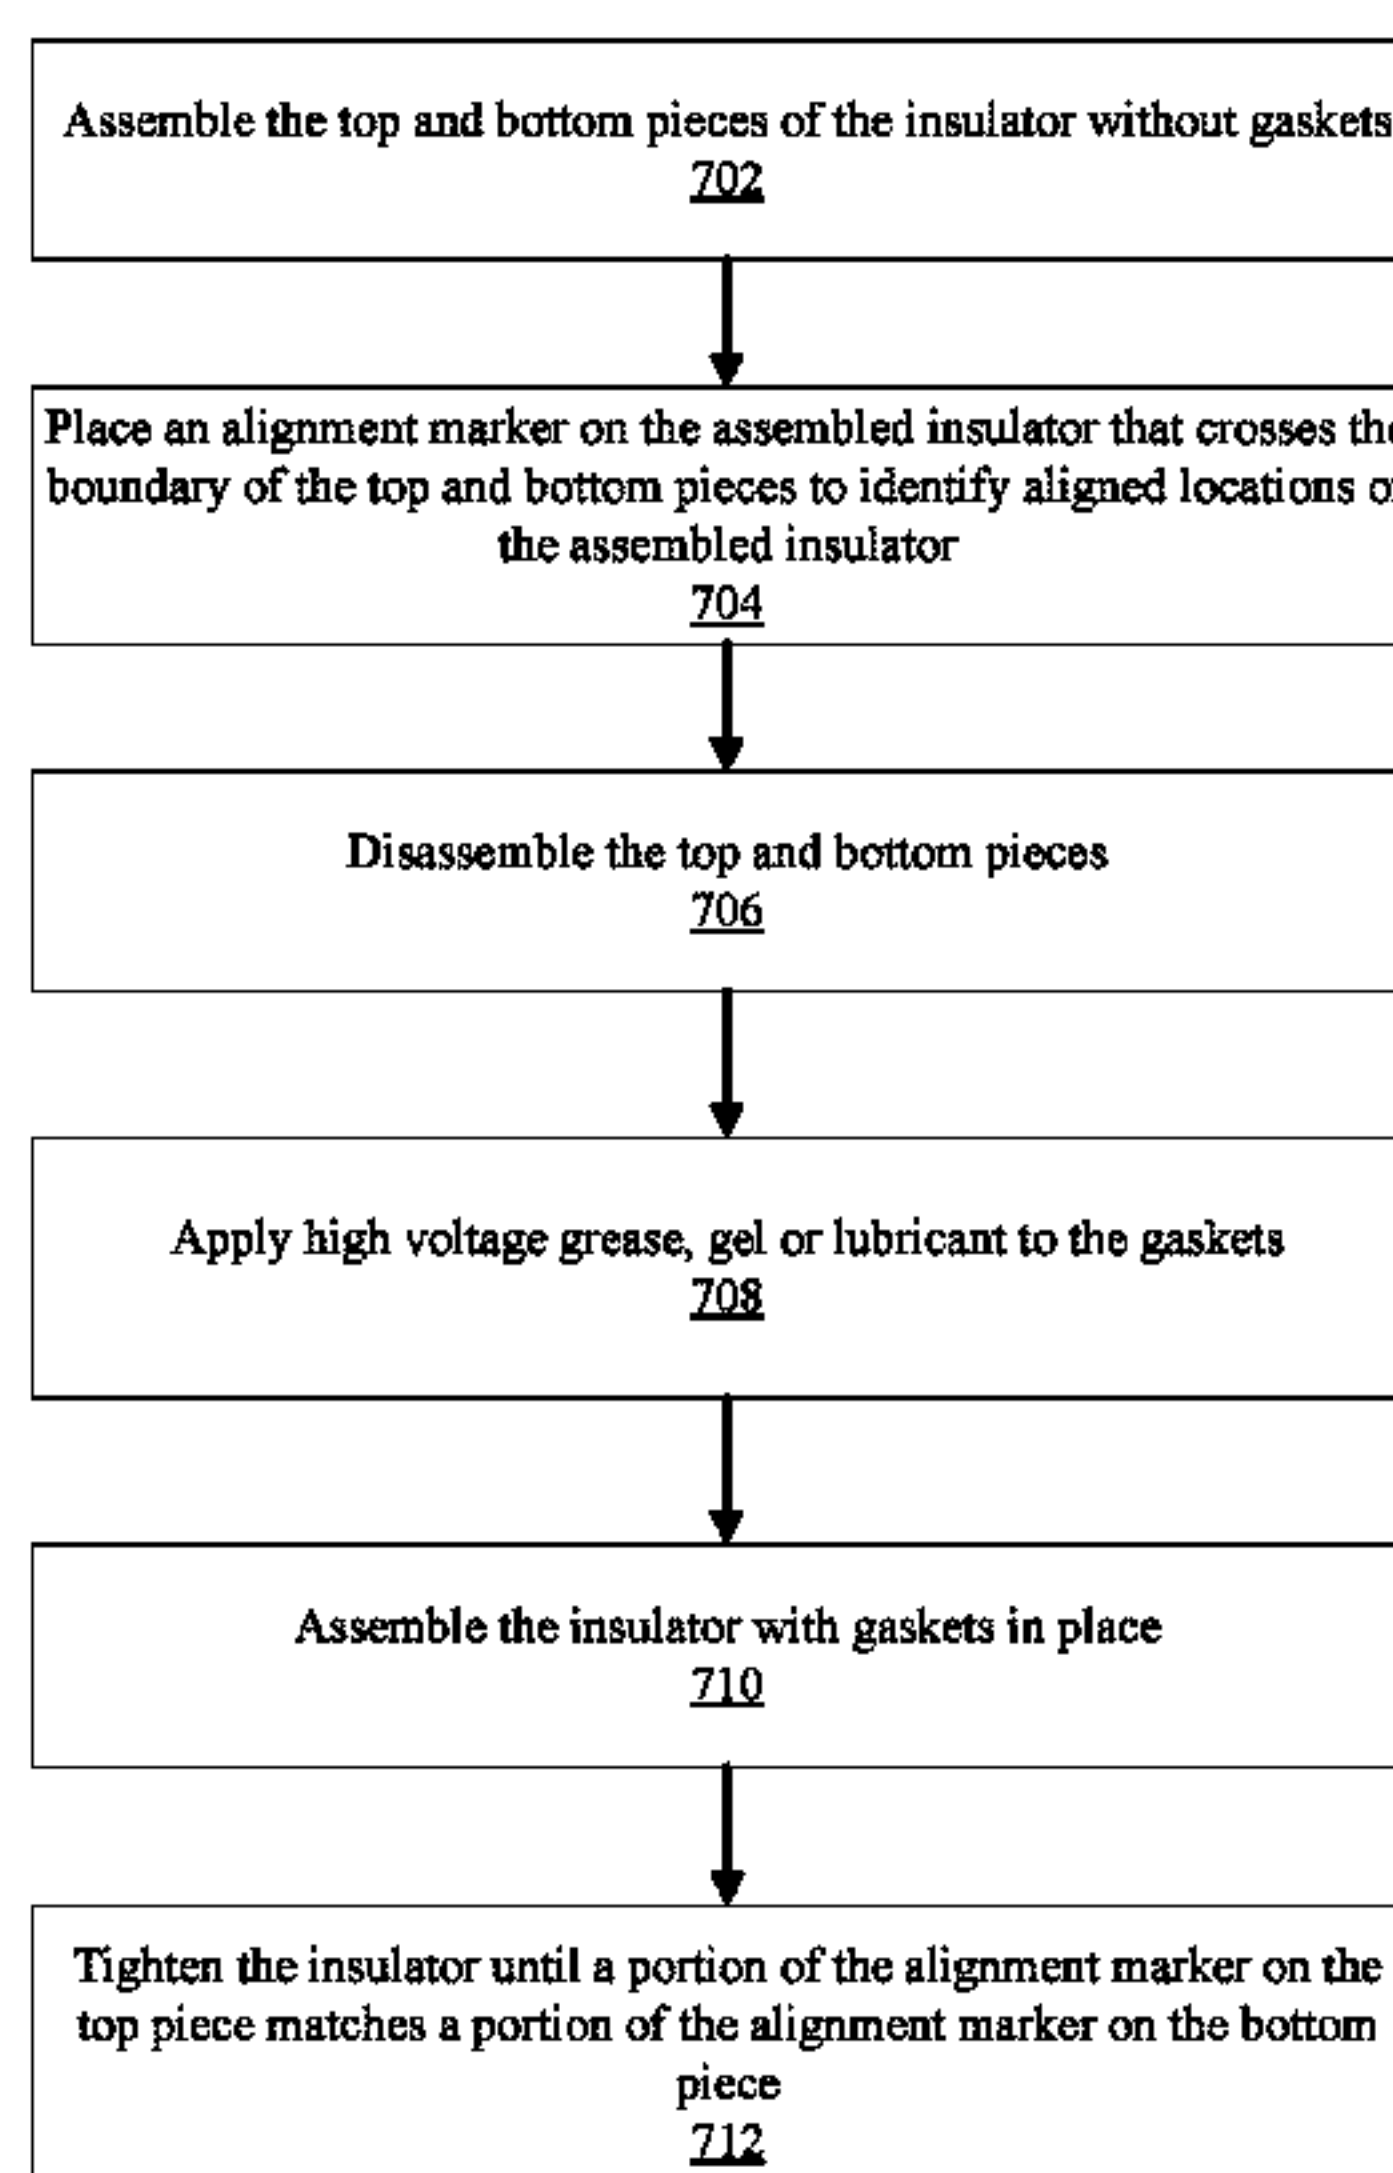 Assemble the top and bottom pieces of the insulator without gaskets
702
Place an alignment marker on the assembled insulator that crosses the
boundary of the top and bottom pieces to identify aligned locations of
the assembled insulator
704
Disassemble the top and bottom pieces
706
Apply high voltage grease, gel or lubricant to the gaskets
708
Assemble the insulator with gaskets in place
710
Tighten the insulator until a portion of the alignment marker on the
top piece matches a portion of the alignment marker on the bottom
piece
712